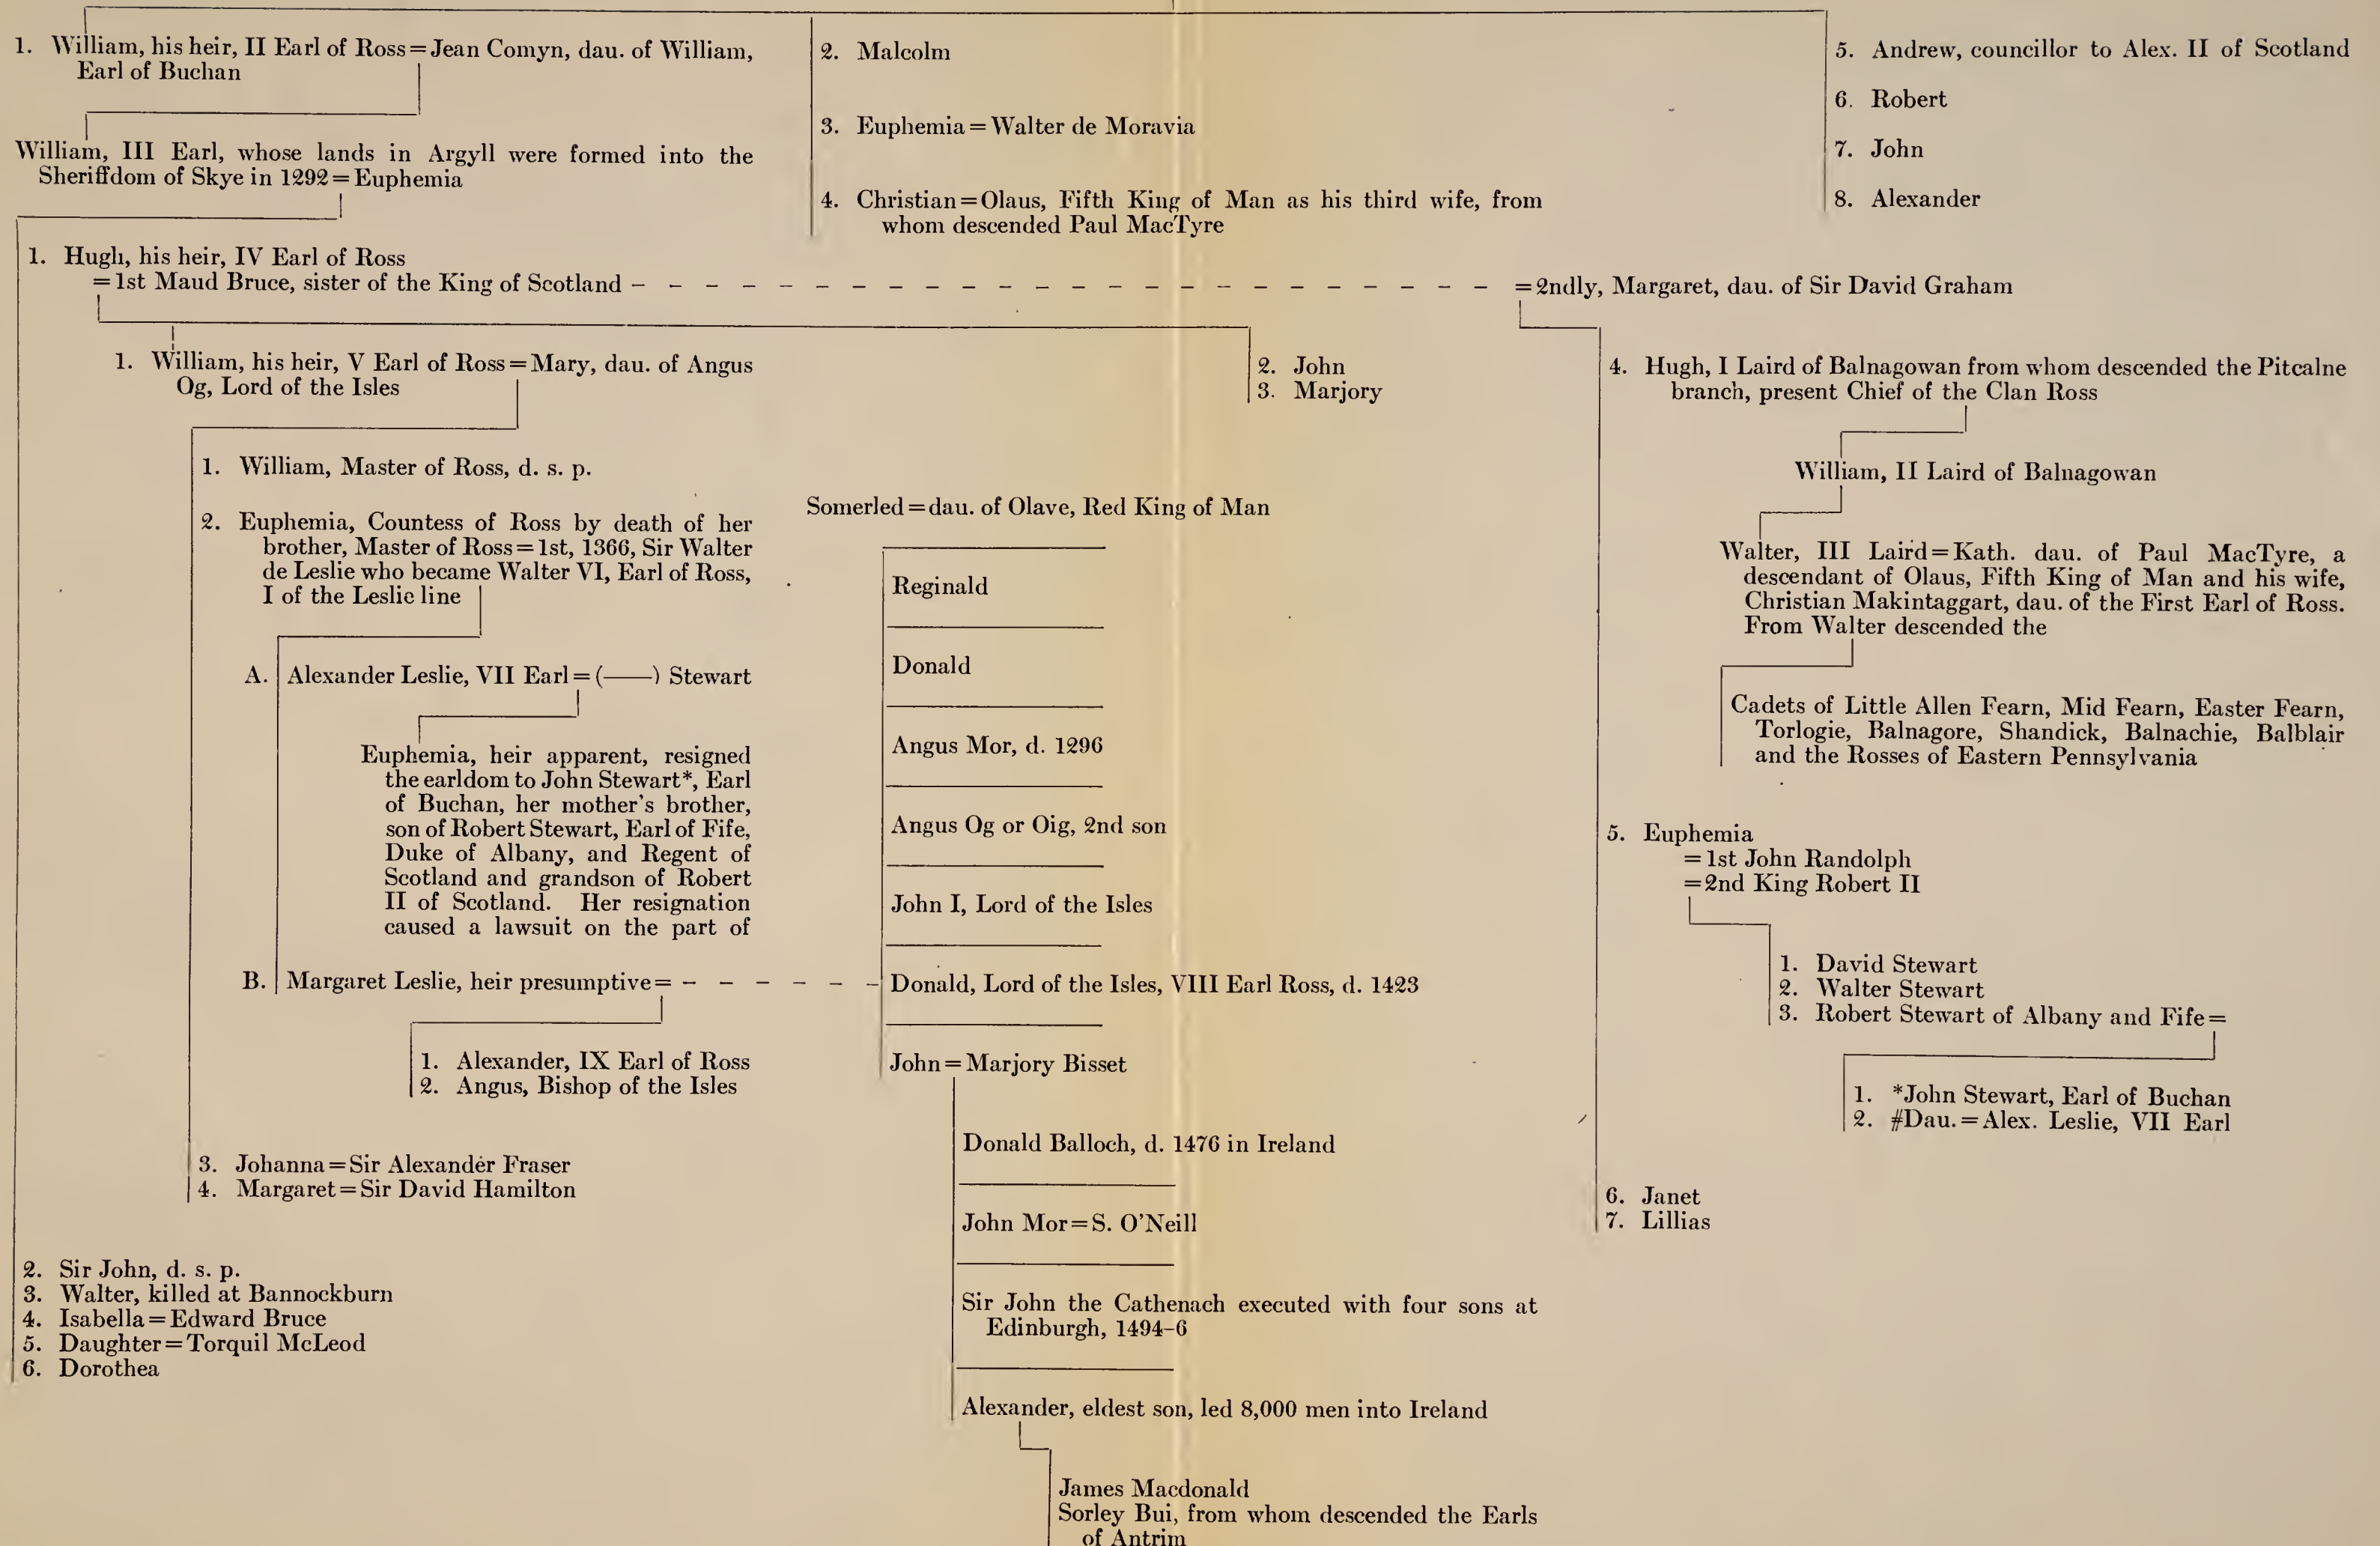 1. William, his heir, II Earl of Ross=Jean Comyn, dau. of William,
Earl of Buchan
2. Malcolm
3. Euphemia=Walter de Moravia
4. Christian=Olaus, Fifth King of Man as his third wife, from
whom descended Paul MacTyre
5. Andrew, councillor to Alex. II of Scotland
6. Robert
7. John
8. Alexander
William, III Earl, whose lands in Argyll were formed into the
Sheriffdom of Skye in 1292=Euphemia
1. Hugh, his heir, IV Earl of Ross
=1st Maud Bruce, sister of the King of Scotland - - - - - - - - - - - - - - - - - - - - - - - - =2ndly, Margaret, dau. of Sir David Graham
1. William, his heir, V Earl of Ross=Mary, dau. of Angus
Og, Lord of the Isles
2. John
3. Marjory
1. William, Master of Ross, d. s. p.
2. Euphemia, Countess of Ross by death of her
brother, Master of Ross=1st, 1366, Sir Walter
de Leslie who became Walter VI, Earl of Ross,
I of the Leslie line
A. Alexander Leslie, VII Earl=(——) Stewart
Euphemia, heir apparent, resigned
the earldom to John Stewart*, Earl
of Buchan, her mother's brother,
son of Robert Stewart, Earl of Fife,
Duke of Albany, and Regent of
Scotland and grandson of Robert
II of Scotland. Her resignation
caused a lawsuit on the part of
B. Margaret Leslie, heir presumptive= - - - - - -
1. Alexander, IX Earl of Ross
2. Angus, Bishop of the Isles
3. Johanna=Sir Alexander Fraser
4. Margaret=Sir David Hamilton
2. Sir John, d. s. p.
3. Walter, killed at Bannockburn
4. Isabella=Edward Bruce
5. Daughter=Torquil McLeod
6. Dorothea
Somerled=dau. of Olave, Red King of Man
Reginald
Donald
Angus Mor, d. 1296
Angus Og or Oig, 2nd son
John I, Lord of the Isles
Donald, Lord of the Isles, VIII Earl Ross, d. 1423
John=Marjory Bisset
Donald Balloch, d. 1476 in Ireland
John Mor=S. O'Neill
Sir John the Cathenach executed with four sons at
Edinburgh, 1494-6
Alexander, eldest son, led 8,000 men into Ireland
James Macdonald
Sorley Bui, from whom descended the Earls
of Antrim
4. Hugh, I Laird of Balnagowan from whom descended the Pitcalne
branch, present Chief of the Clan Ross
William, II Laird of Balnagowan
Walter, III Laird=Kath. dau. of Paul MacTyre, a
descendant of Olaus, Fifth King of Man and his wife,
Christian Makintaggart, dau. of the First Earl of Ross.
From Walter descended the
Cadets of Little Allen Fearn, Mid Fearn, Easter Fearn,
Torlogie, Balnagore, Shandick, Balnachie, Balblair
and the Rosses of Eastern Pennsylvania
5. Euphemia
=1st John Randolph
=2nd King Robert II
1. David Stewart
2. Walter Stewart
3. Robert Stewart of Albany and Fife=
1. *John Stewart, Earl of Buchan
2. #Dau.=Alex. Leslie, VII Earl
6. Janet
7. Lillias